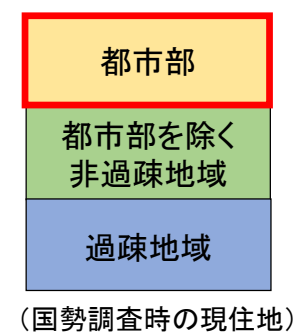 都市部
都市部を除く
非過疎地域
過疎地域
（国勢調査時の現住地）